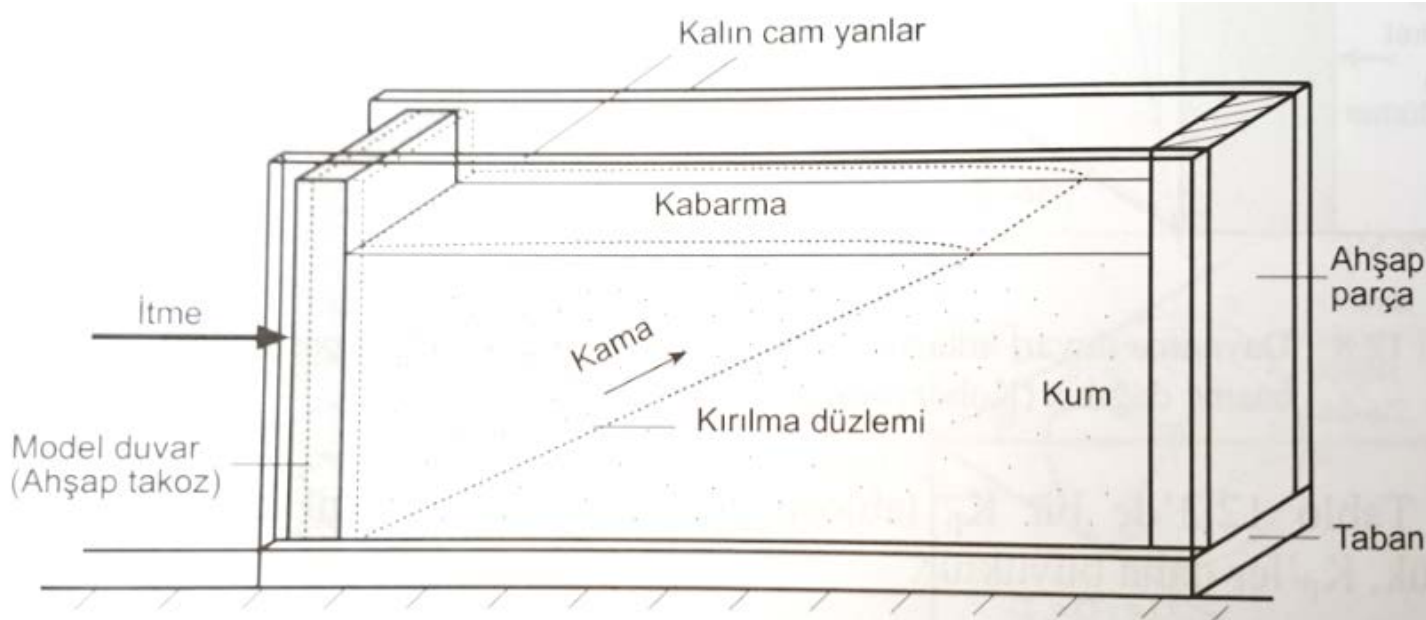 Kalın cam yanlar
Kabarma
İtme
Ahşap
parça
Kama
Kum
Kırılma düzlemi
Model duvar
(Ahşap takoz)
Taban